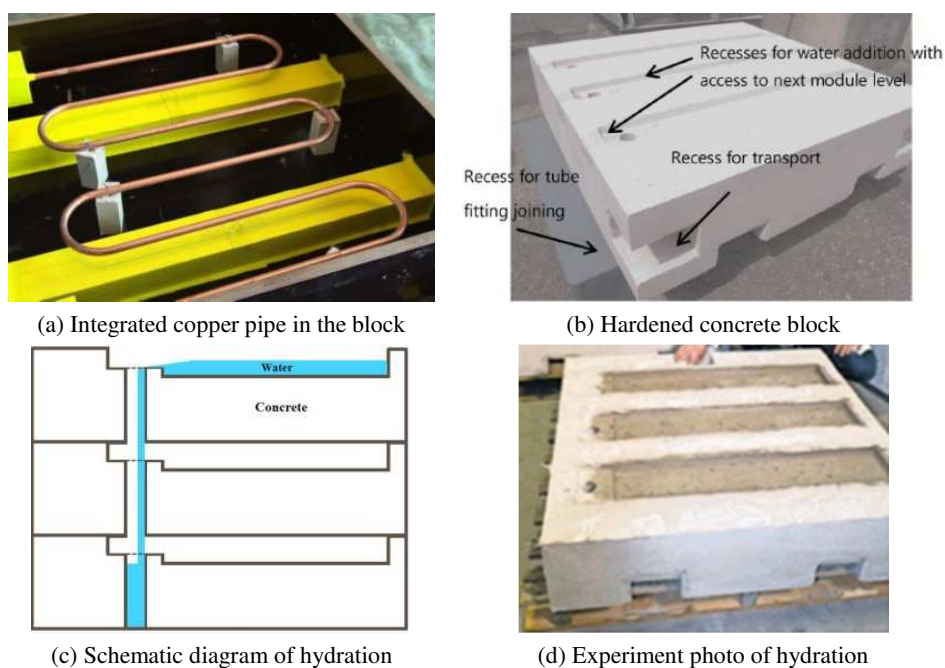 Recesses for water addition with
access to next module level
Recess for transport
Recess for tube
fitting joining
(a) Integrated copper pipe in the block
(b) Hardened concrete block
Water
Concrete
(c) Schematic diagram of hydration
(d) Experiment photo of hydration